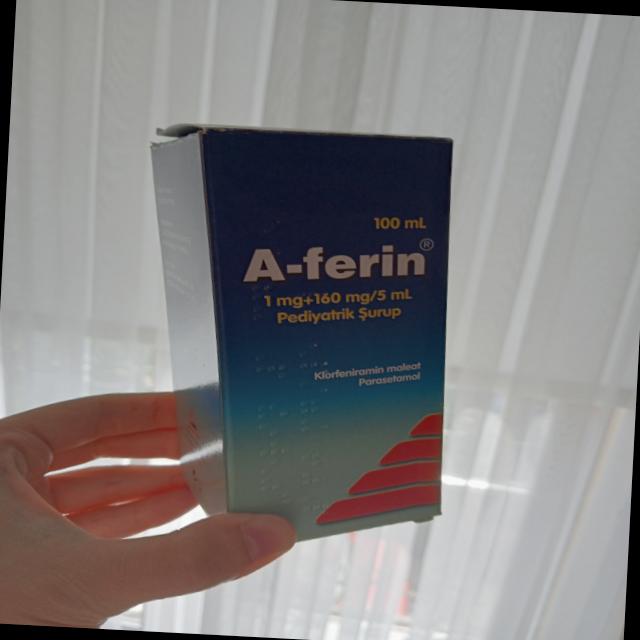 100 mL
A-ferin®
1 mg+160 mg/5 mL
Pediyatrik Şurup
Klorfeniramin maleat
Parasetamol